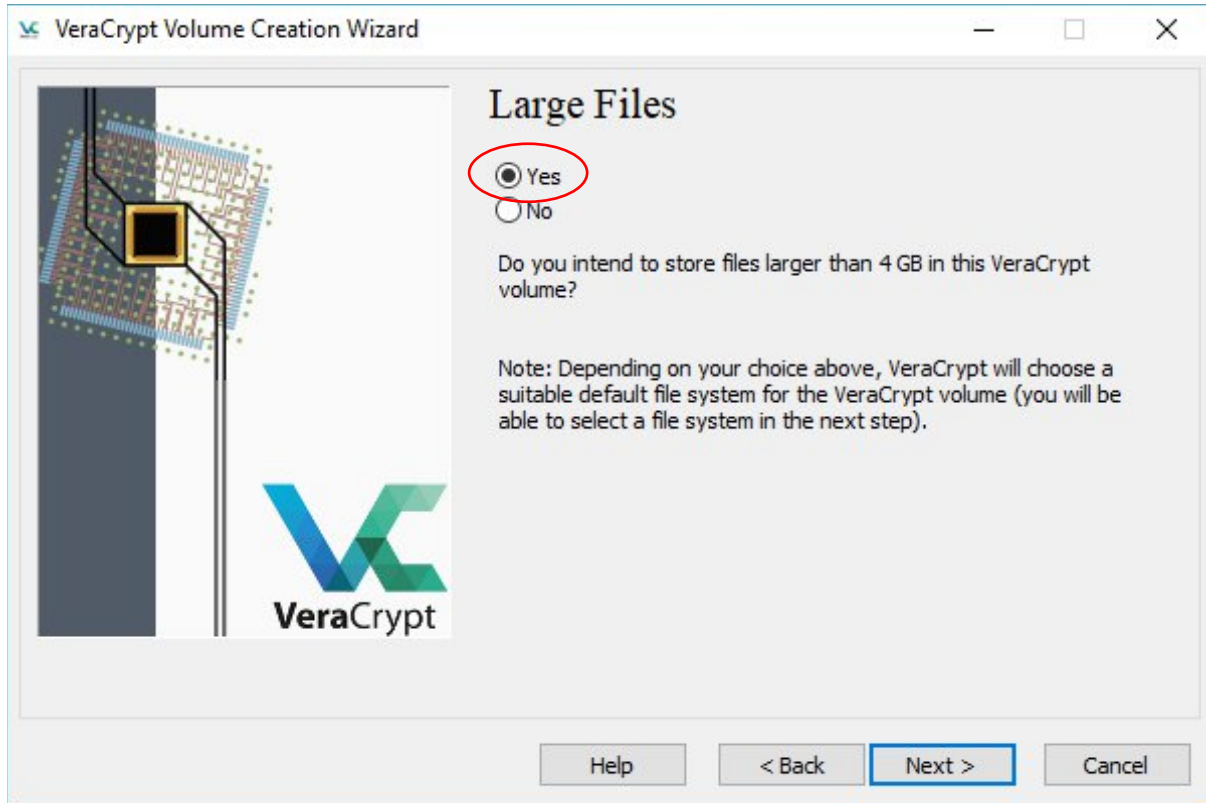 VeraCrypt Volume Creation Wizard
Large Files
Yes
No
Do you intend to store files larger than 4 GB in this VeraCrypt
volume?
Note: Depending on your choice above, VeraCrypt will choose a
suitable default file system for the VeraCrypt volume (you will be
able to select a file system in the next step).
VeraCrypt
Help
< Back
Next >
Cancel